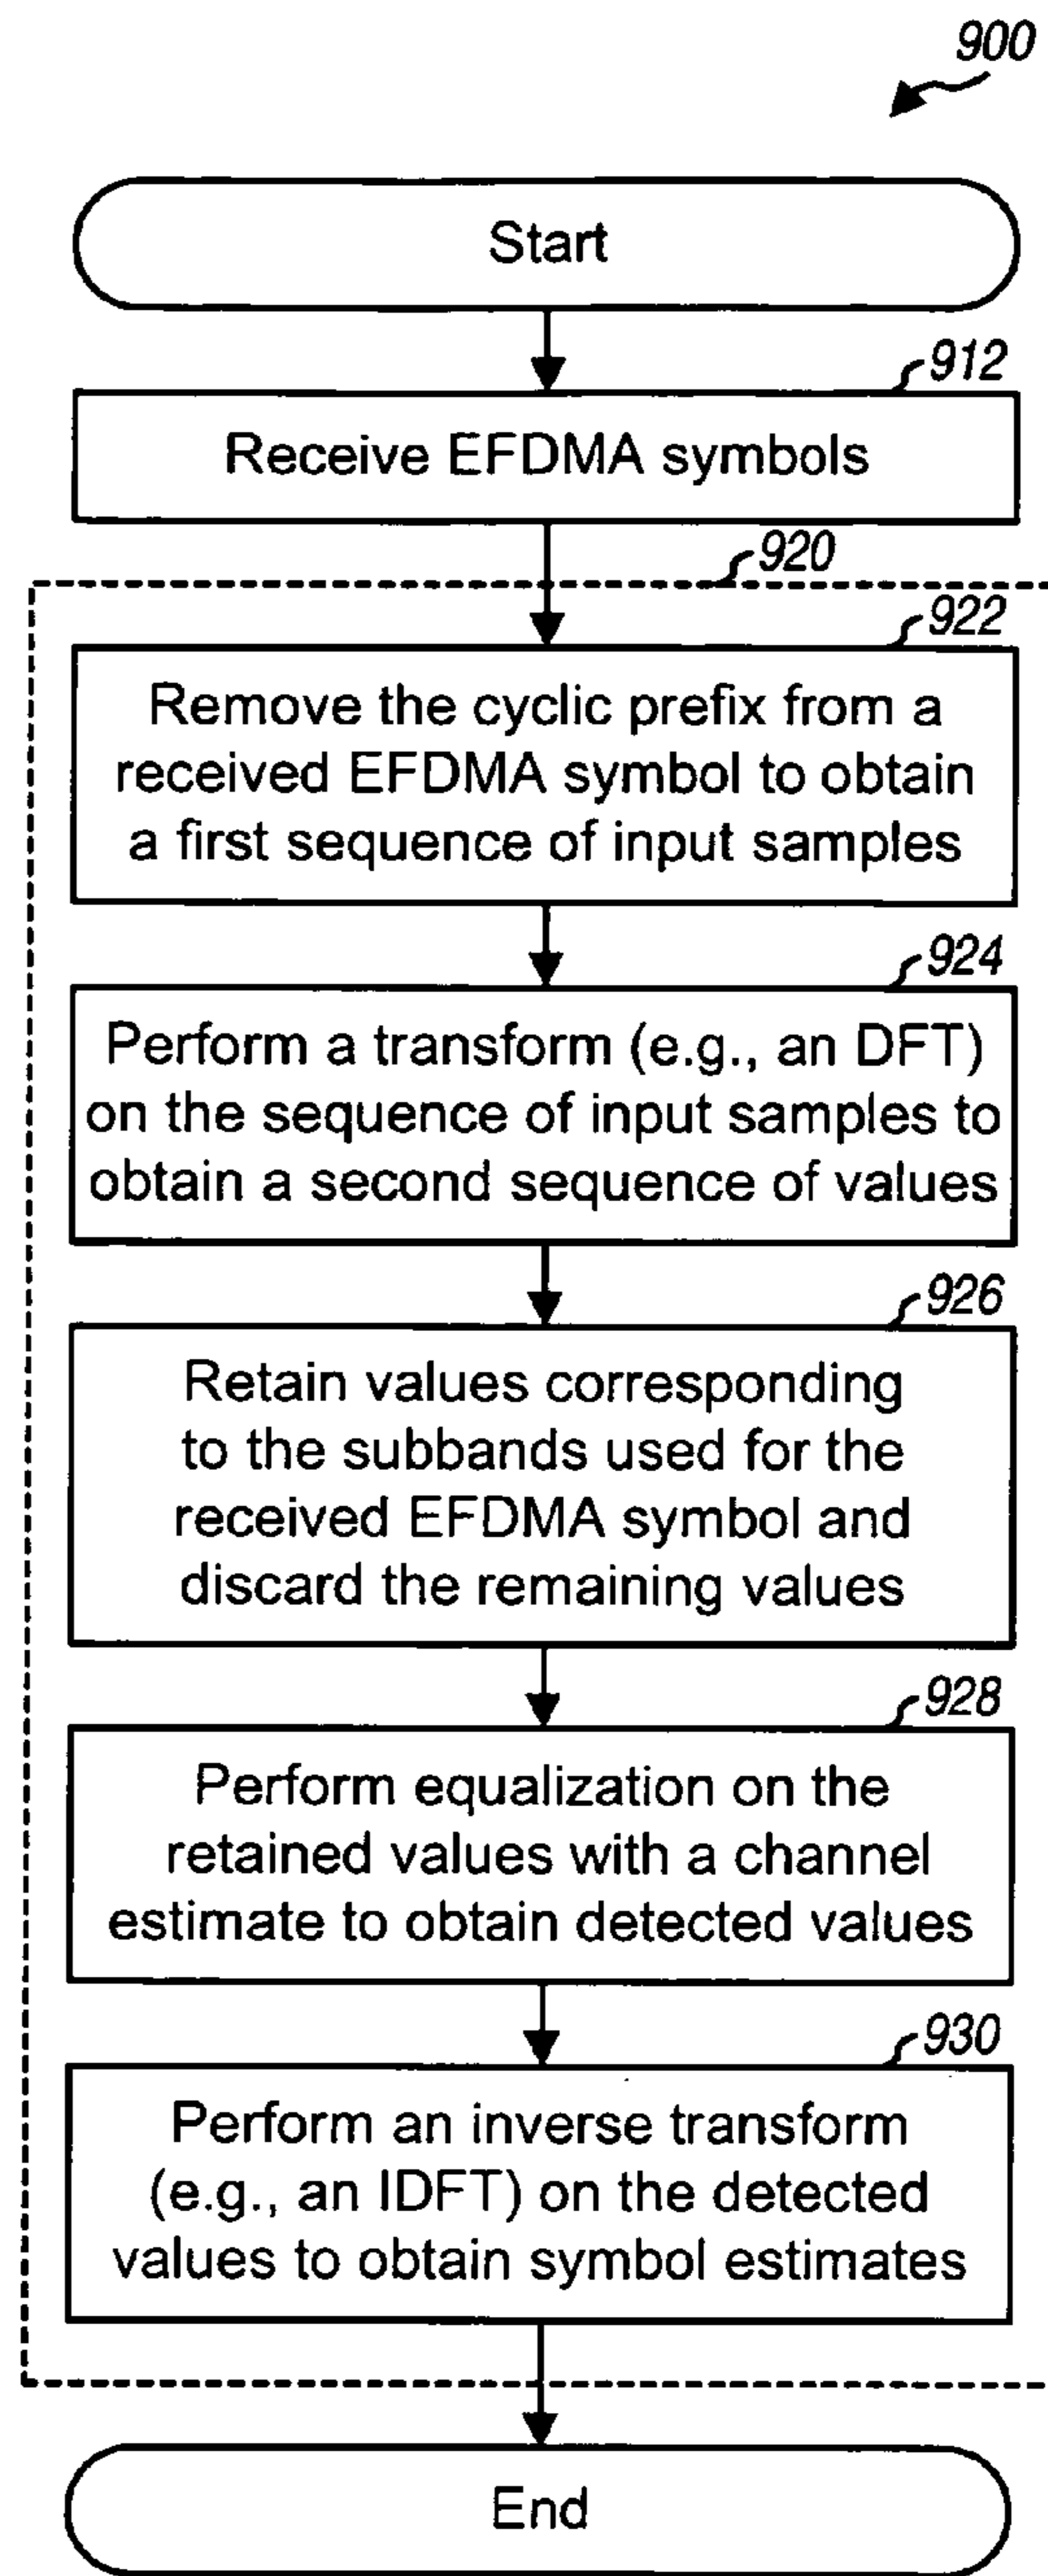 900
Start
912
Receive EFDMA symbols
920
922
Remove the cyclic prefix from a
received EFDMA symbol to obtain
a first sequence of input samples
924
Perform a transform (e.g., an DFT)
on the sequence of input samples to
obtain a second sequence of values
926
Retain values corresponding
to the subbands used for the
received EFDMA symbol and
discard the remaining values
928
Perform equalization on the
retained values with a channel
estimate to obtain detected values
930
Perform an inverse transform
(e.g., an IDFT) on the detected
values to obtain symbol estimates
End